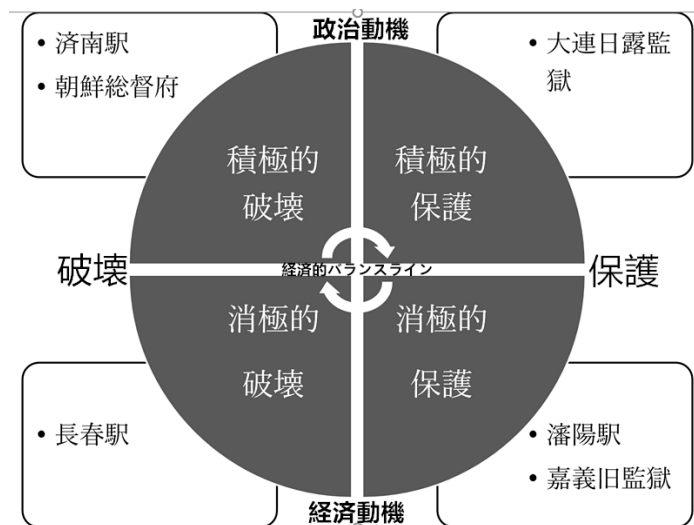 政治動機
・済南駅
・朝鮮総督府
・大連日露監
獄
積極的
破壊
積極的
保護
破壊
経済的バランスライン
保護
消極的
破壊
消極的
保護
・長春駅
・瀋陽駅
・嘉義旧監獄
経済動機